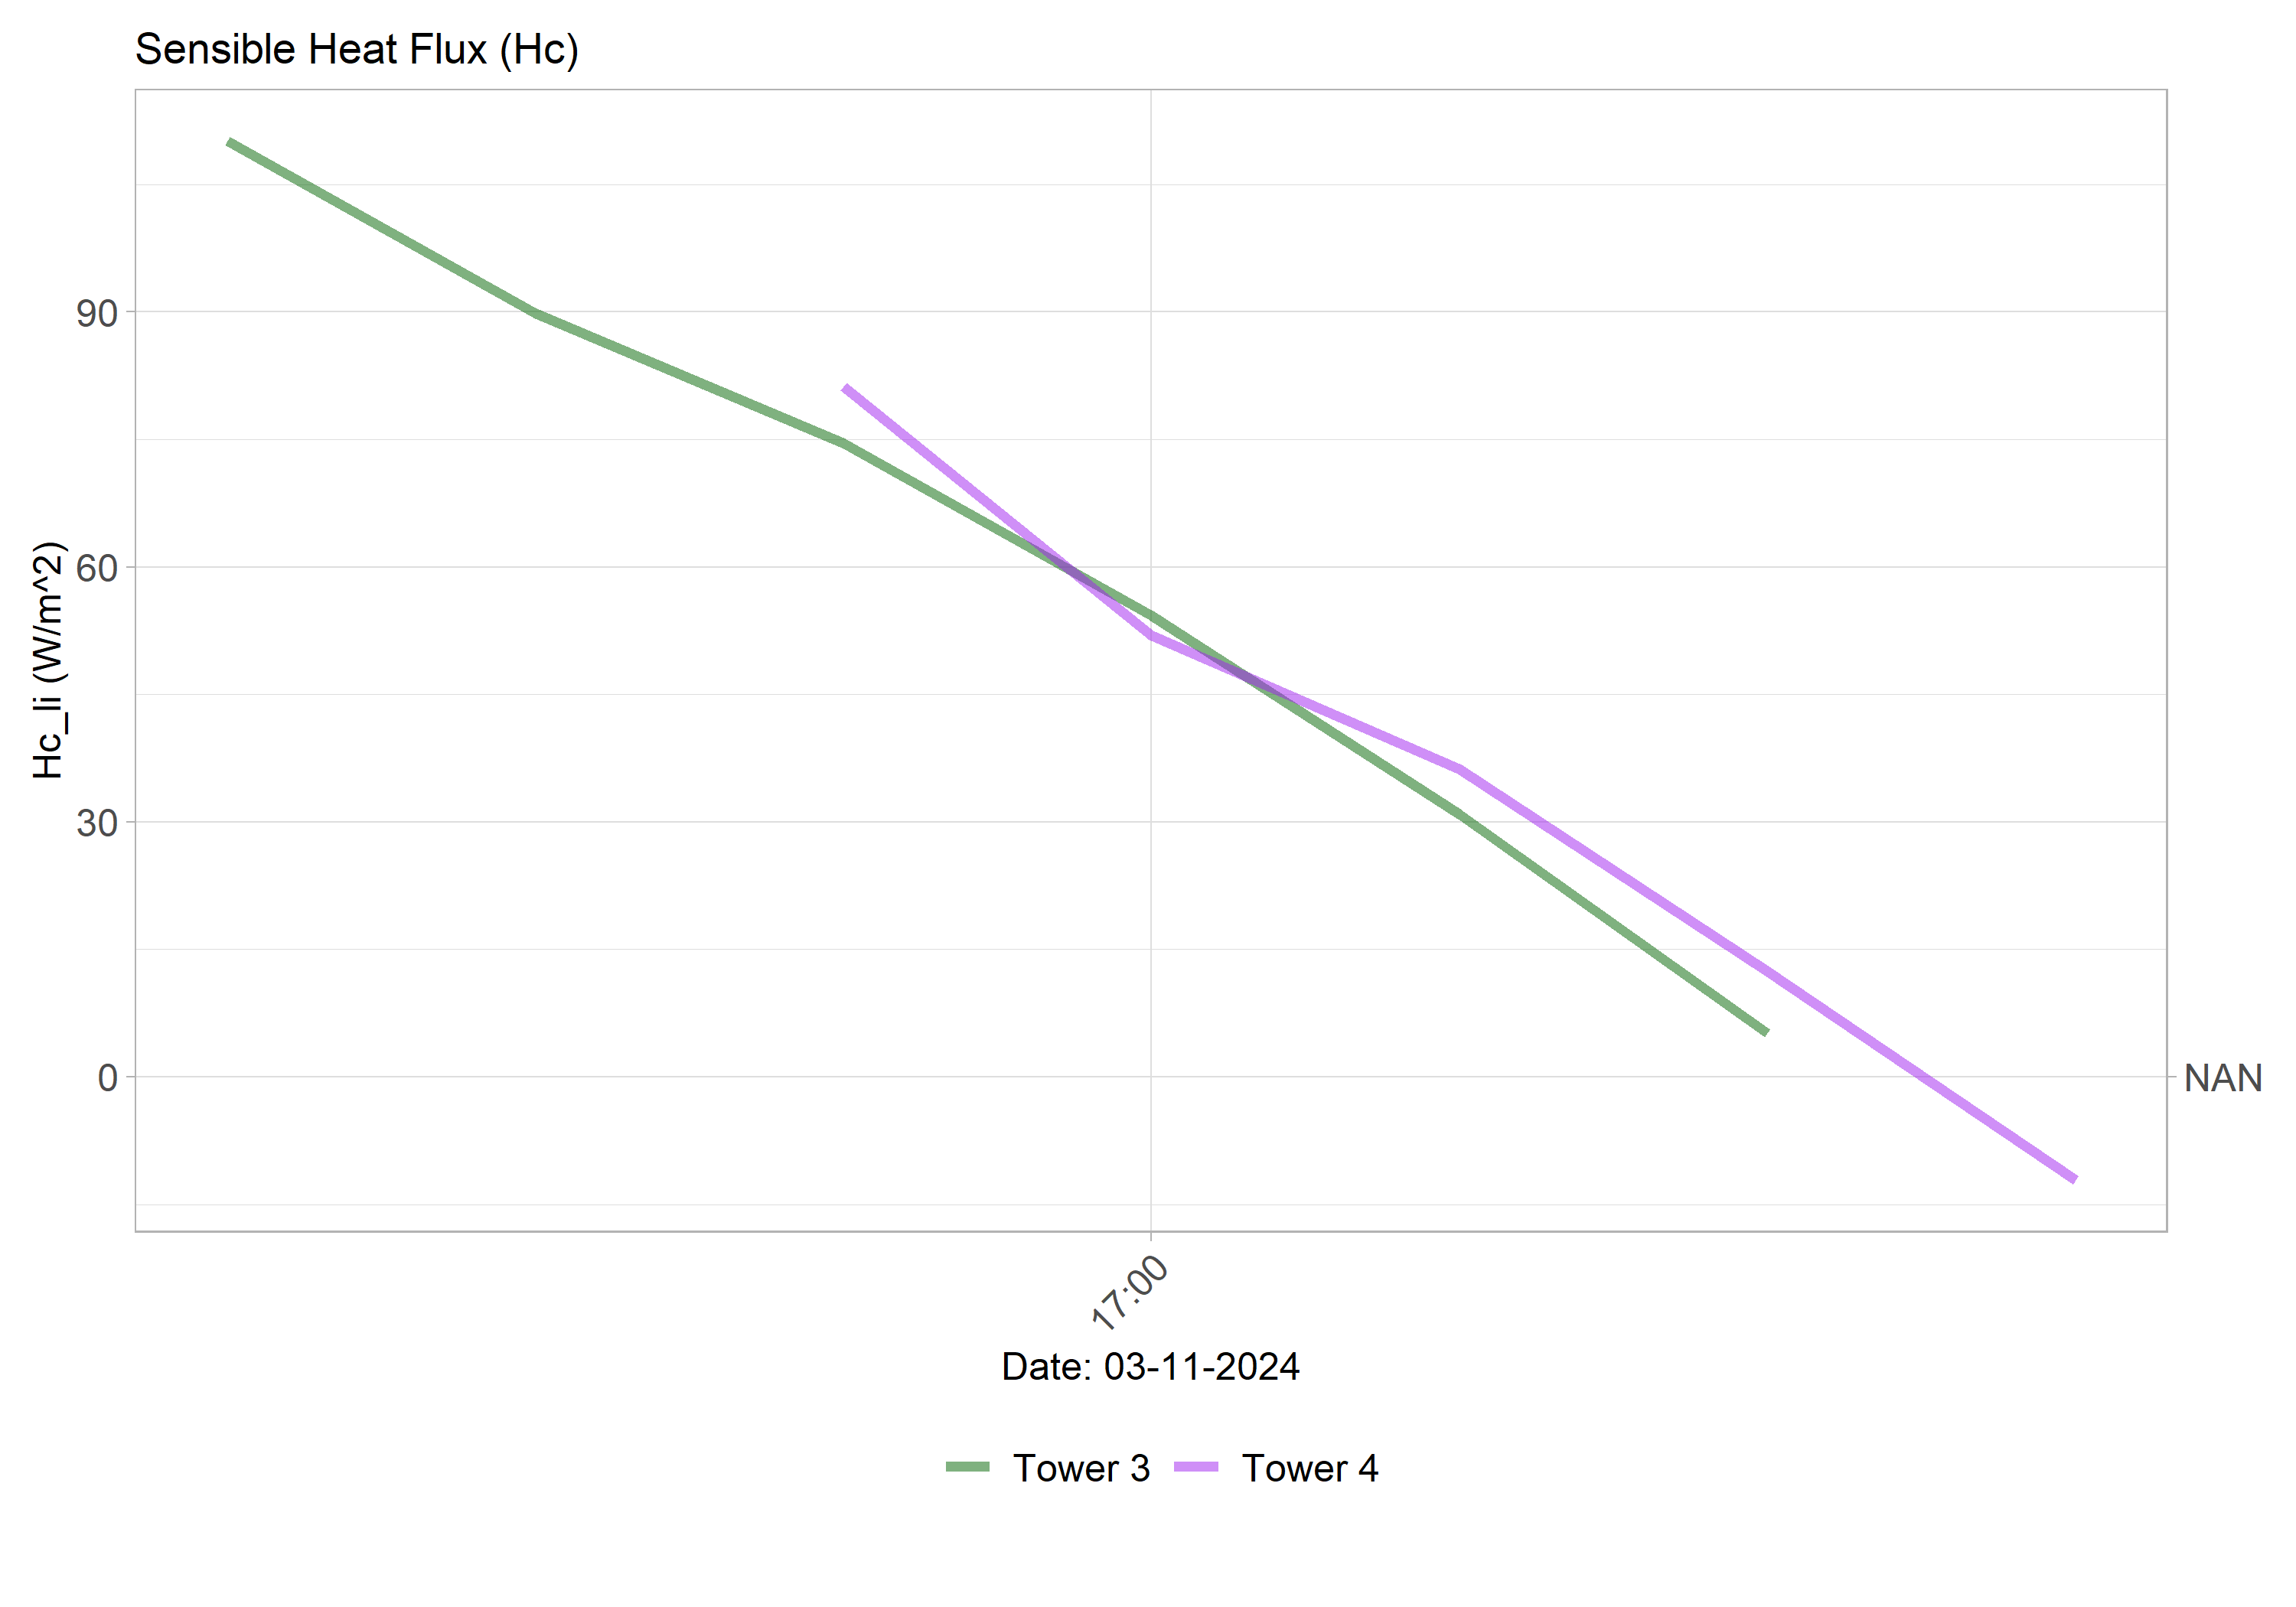 Sensible Heat Flux (Hc)
Hc_li (W/m^2)
90
60
30
0
NAN
17:00
Date: 03-11-2024
Tower 3
Tower 4